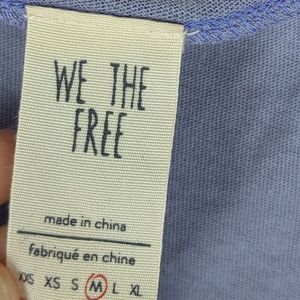 WE THE
FREE
made in china
fabriqué en chine
XXS XS S M L XL